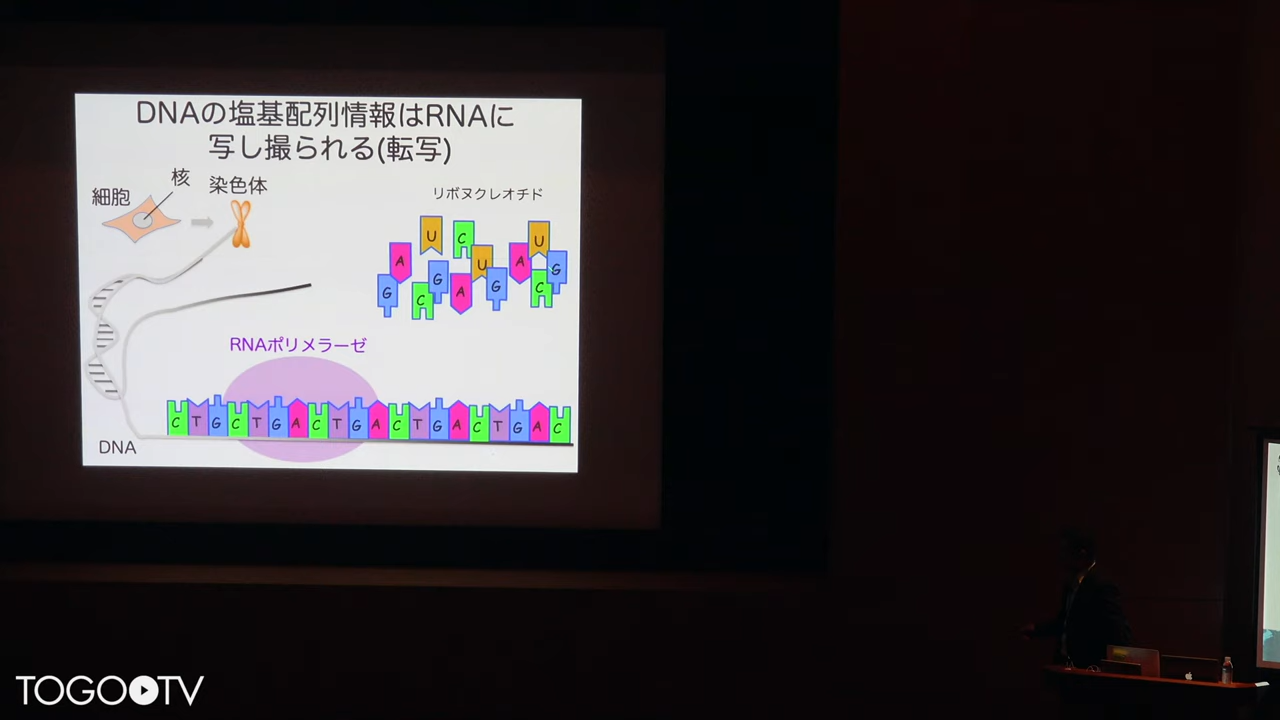 DNAの塩基配列情報はRNAに
写し撮られる(転写)
細胞
核
染色体
リボヌクレオチド
U C U
A U A G
G G A G C
C
RNAポリメラーゼ
C T G C T G A C T G A C T G A C T G A C
DNA
TOGOTV